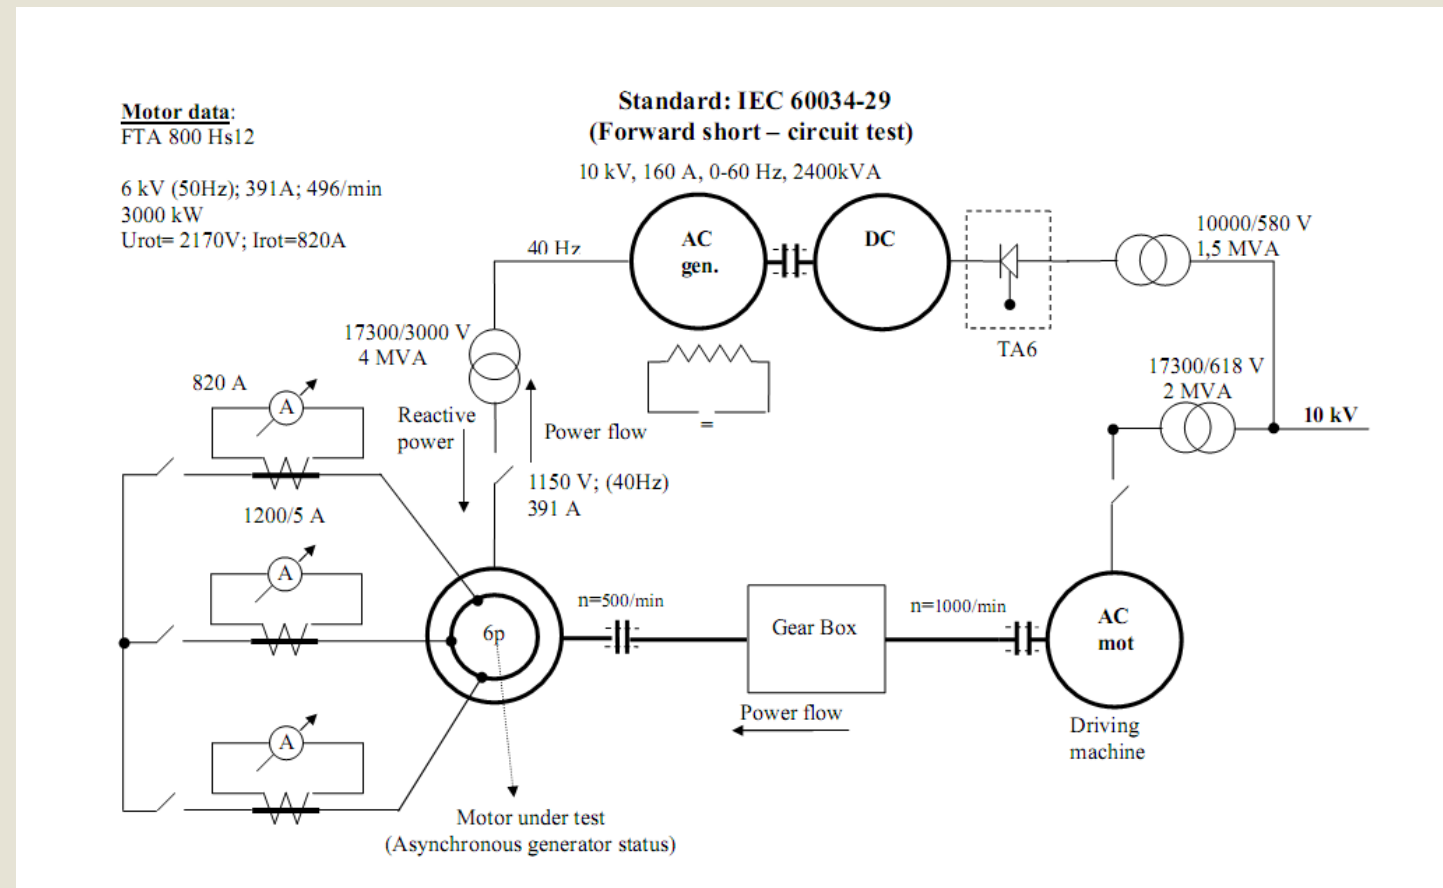 Motor data:
FTA 800 Hs12
6 kV (50Hz); 391A; 496/min
3000 kW
Urot= 2170V; Irot=820A
Standard: IEC 60034-29
(Forward short – circuit test)
10 kV, 160 A, 0-60 Hz, 2400kVA
40 Hz
AC
gen.
DC
TA6
10000/580 V
1,5 MVA
17300/618 V
2 MVA
10 kV
17300/3000 V
4 MVA
Reactive
power
Power flow
1150 V; (40Hz)
391 A
820 A
A
1200/5 A
A
A
6p
n=500/min
Gear Box
n=1000/min
AC
mot
Power flow
Driving
machine
Motor under test
(Asynchronous generator status)
=